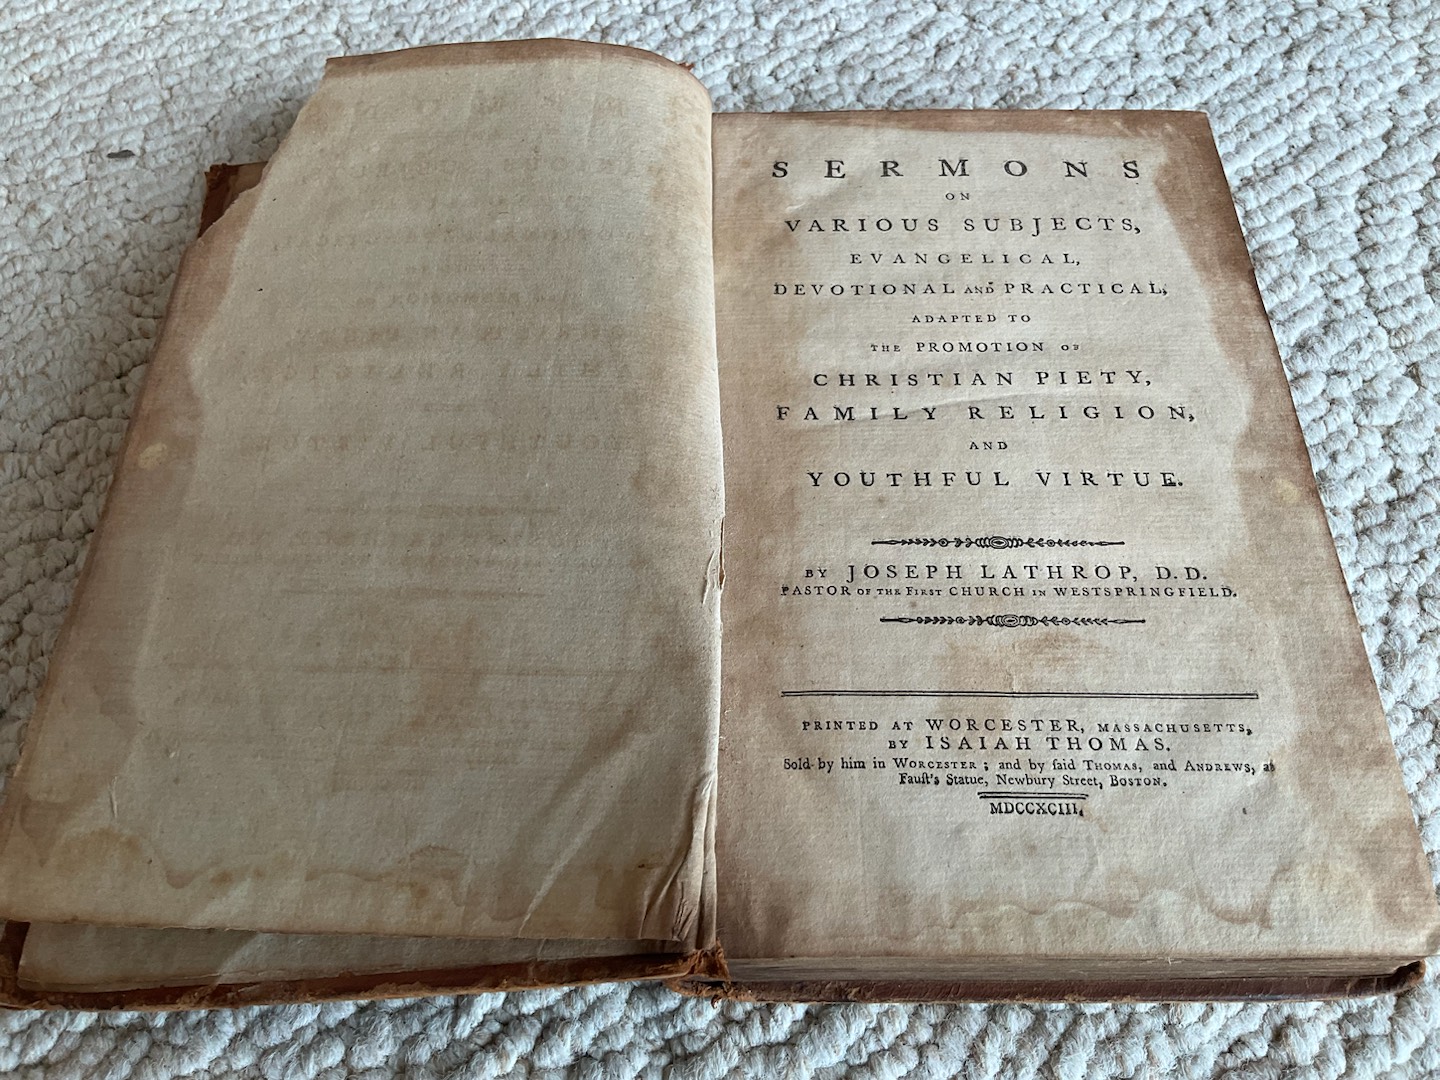 SERMONS
ON
VARIOUS SUBJECTS,
EVANGELICAL,
DEVOTIONAL AND PRACTICAL,
ADAPTED TO
THE PROMOTION OF
CHRISTIAN PIETY,
FAMILY RELIGION,
AND
YOUTHFUL VIRTUE.
BY JOSEPH LATHROP, D. D.
PASTOR OF THE FIRST CHURCH IN WESTSPRINGFIELD.
PRINTED AT WORCESTER, MASSACHUSETTS,
BY ISAIAH THOMAS.
Sold by him in WORCESTER ; and by ſaid THOMAS, and ANDREWS, at
Fauſt's Statue, Newbury Street, BOSTON.
MDCCXCIII.